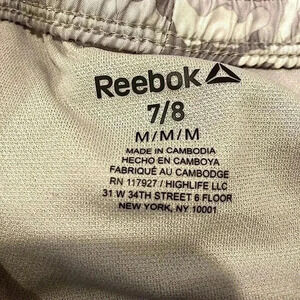 Reebok
7/8
M/M/M
MADE IN CAMBODIA
HECHO EN CAMBOYA
FABRIQUÉ AU CAMBODGE
RN 117927 / HIGHLIFE LLC
31 W 34TH STREET 6 FLOOR
NEW YORK, NY 10001